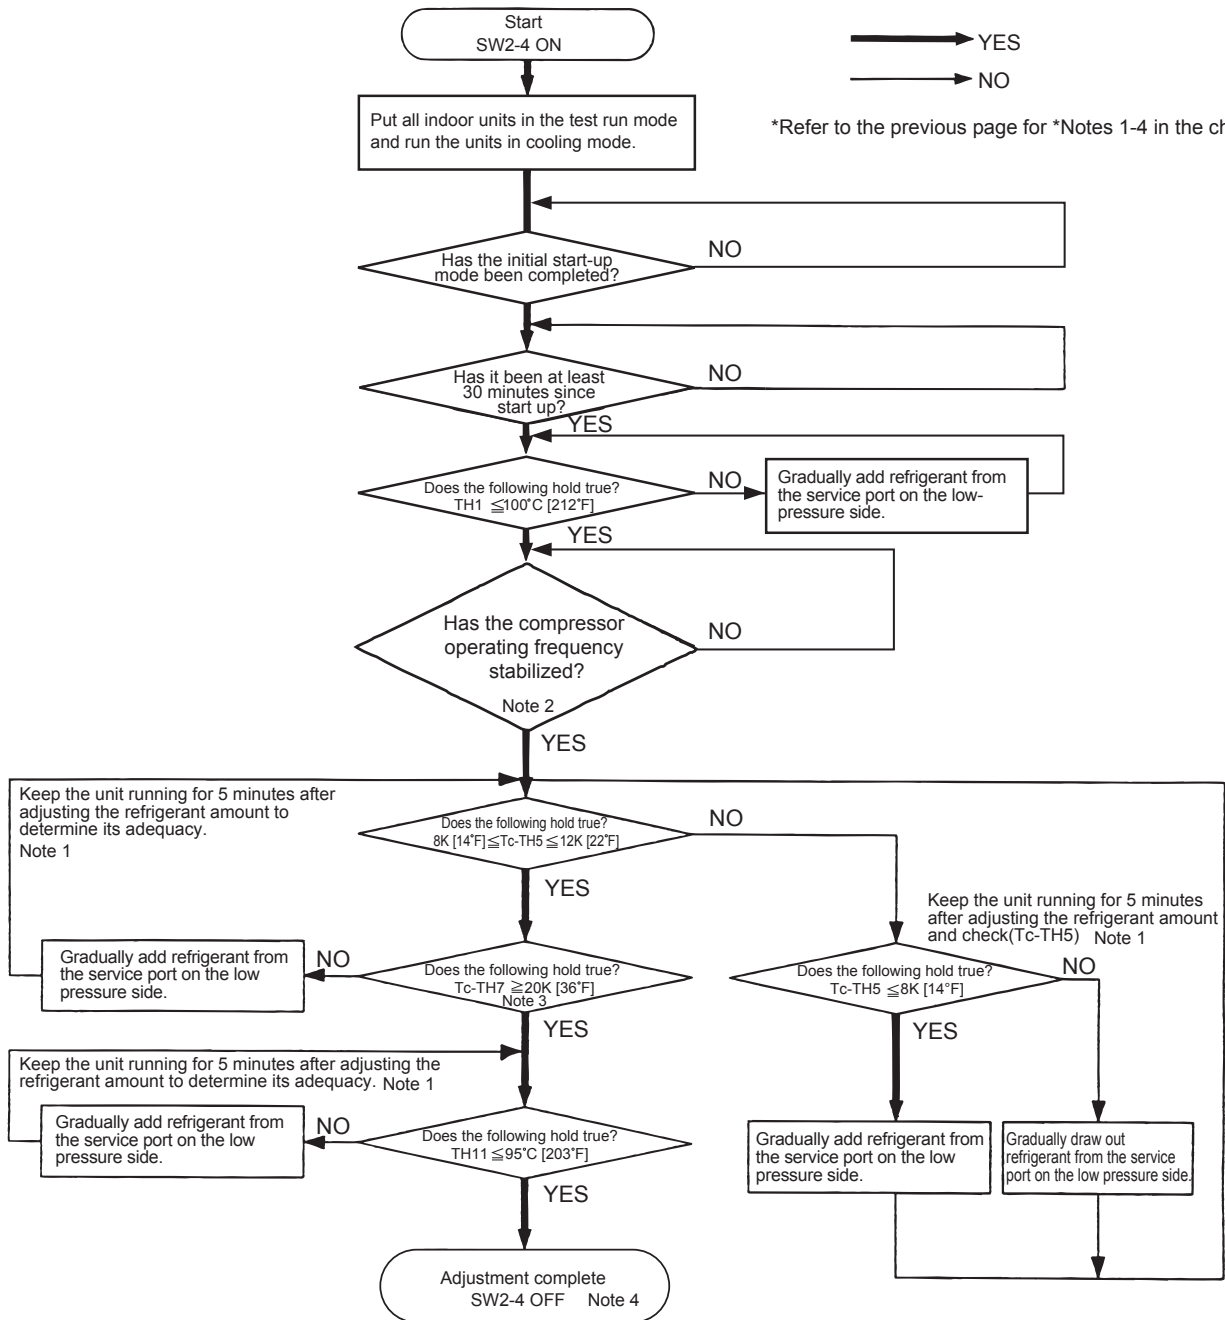 Start
SW2-4 ON
YES
NO
*Refer to the previous page for *Notes 1-4 in the ch
Put all indoor units in the test run mode
and run the units in cooling mode.
Has the initial start-up
mode been completed?
NO
Has it been at least
30 minutes since
start up?
NO
YES
Does the following hold true?
TH1 ≦100°C [212°F]
NO
Gradually add refrigerant from
the service port on the low-
pressure side.
YES
Has the compressor
operating frequency
stabilized?
Note 2
NO
YES
Keep the unit running for 5 minutes after
adjusting the refrigerant amount to
determine its adequacy.
Note 1
Does the following hold true?
8K [14°F]≦Tc-TH5≦12K [22°F]
NO
YES
Keep the unit running for 5 minutes
after adjusting the refrigerant amount
and check(Tc-TH5) Note 1
Gradually add refrigerant from
the service port on the low
pressure side.
NO
Does the following hold true?
Tc-TH7 ≧20K [36°F]
Note 3
YES
Does the following hold true?
Tc-TH5 ≦8K [14°F]
NO
YES
Keep the unit running for 5 minutes after adjusting the
refrigerant amount to determine its adequacy. Note 1
Gradually add refrigerant from
the service port on the low
pressure side.
NO
Does the following hold true?
TH11≦95°C [203°F]
YES
Gradually add refrigerant from
the service port on the low
pressure side.
Gradually draw out
refrigerant from the service
port on the low pressure side.
Adjustment complete
SW2-4 OFF Note 4